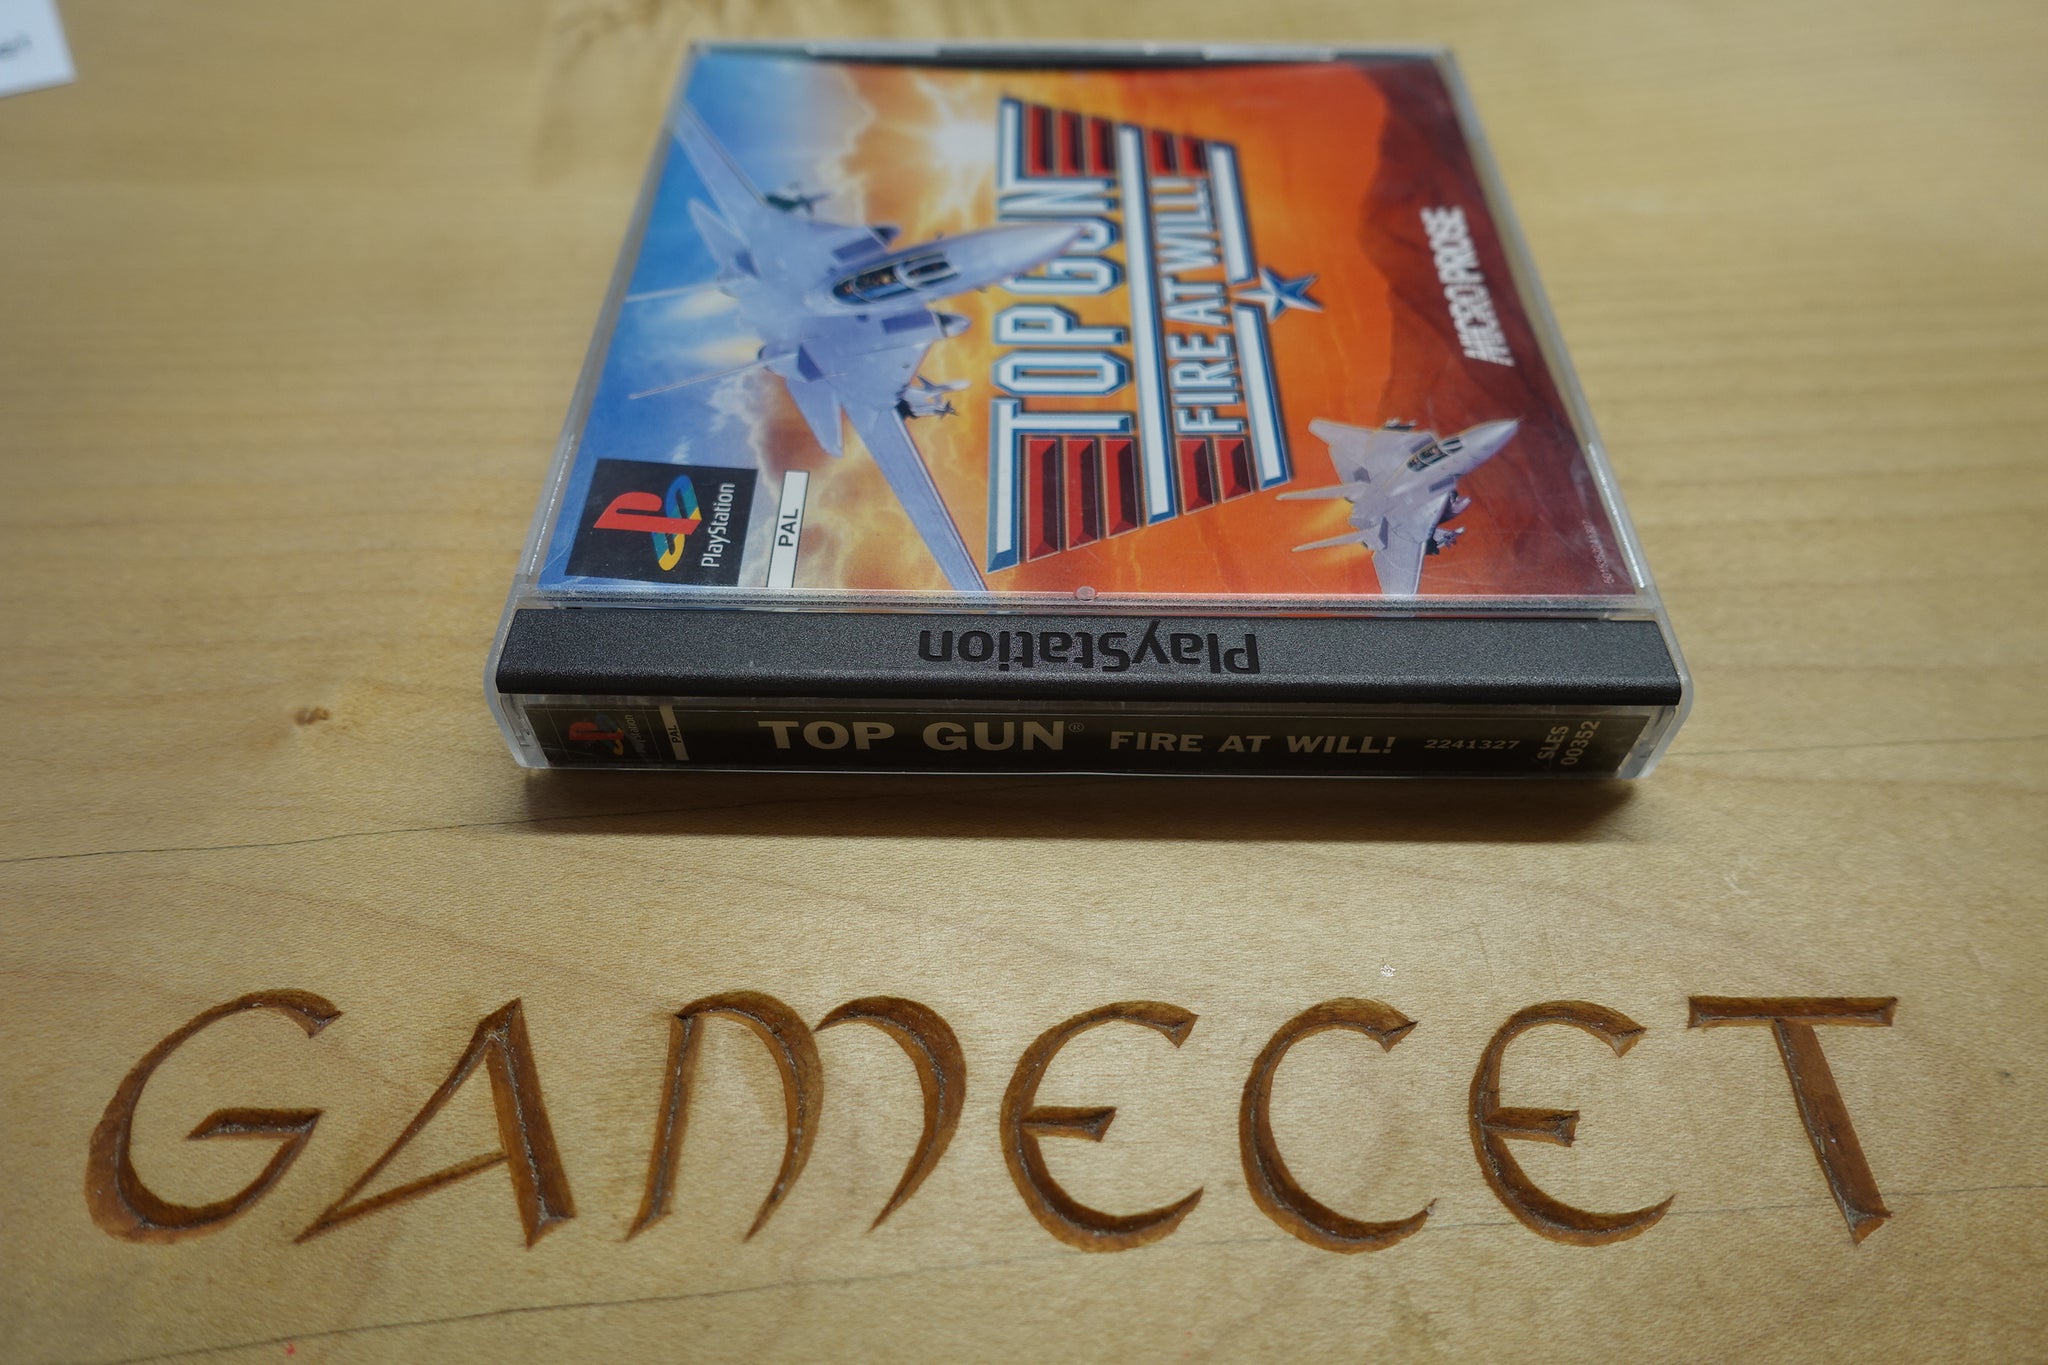 TOP GUN
FIRE AT WILL!
MICROPROSE
PlayStation
PAL
PlayStation
PlayStation
PAL
TOP GUN® FIRE AT WILL! 2241327
SLES
00352
GAMECET